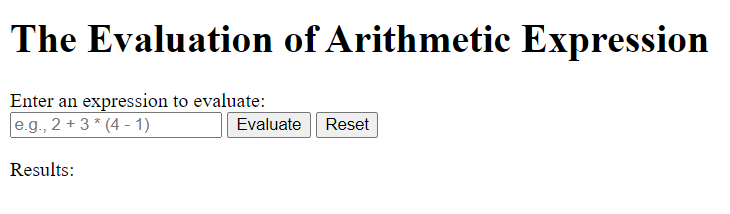 The Evaluation of Arithmetic Expression
Enter an expression to evaluate:
e.g., 2 + 3 * (4 - 1) Evaluate Reset
Results: